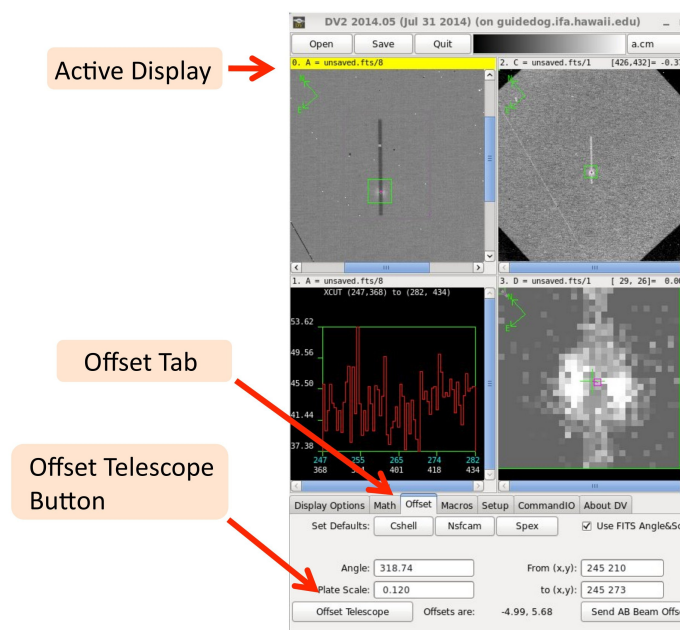 DV2 2014.05 (Jul 31 2014) (on guidedog.ifa.hawaii.edu)
Open Save Quit a.cm
Active Display
0. A = unsaved.fts/8
2. C = unsaved.fts/1 [426,432]= -0.37
1. A = unsaved.fts/8
3. D = unsaved.fts/1 [ 29, 26]= 0.00
XCUT (247,368) to (282, 434)
53.62
49.56
45.50
41.44
37.38
247 255 265 274 282
368 401 418 434
Offset Tab
Offset Telescope
Button
Display Options Math Offset Macros Setup CommandIO About DV
Set Defaults: Cshell Nsfcam Spex Use FITS
Angle: 318.74 From (x,y): 245 210
Plate Scale: 0.120 to (x,y): 245 273
Offset Telescope Offsets are: -4.99, 5.68 Send AB Beam